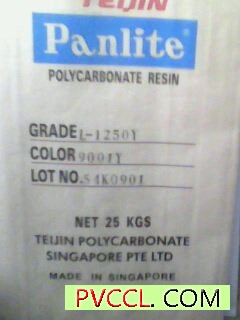 TEIJIN
Panlite®
POLYCARBONATE RESIN
GRADE L-1250Y
COLOR 9001Y
LOT NO. S4K0901
NET 25 KGS
TEIJIN POLYCARBONATE
SINGAPORE PTE LTD
MADE IN SINGAPORE
PVCCL.COM